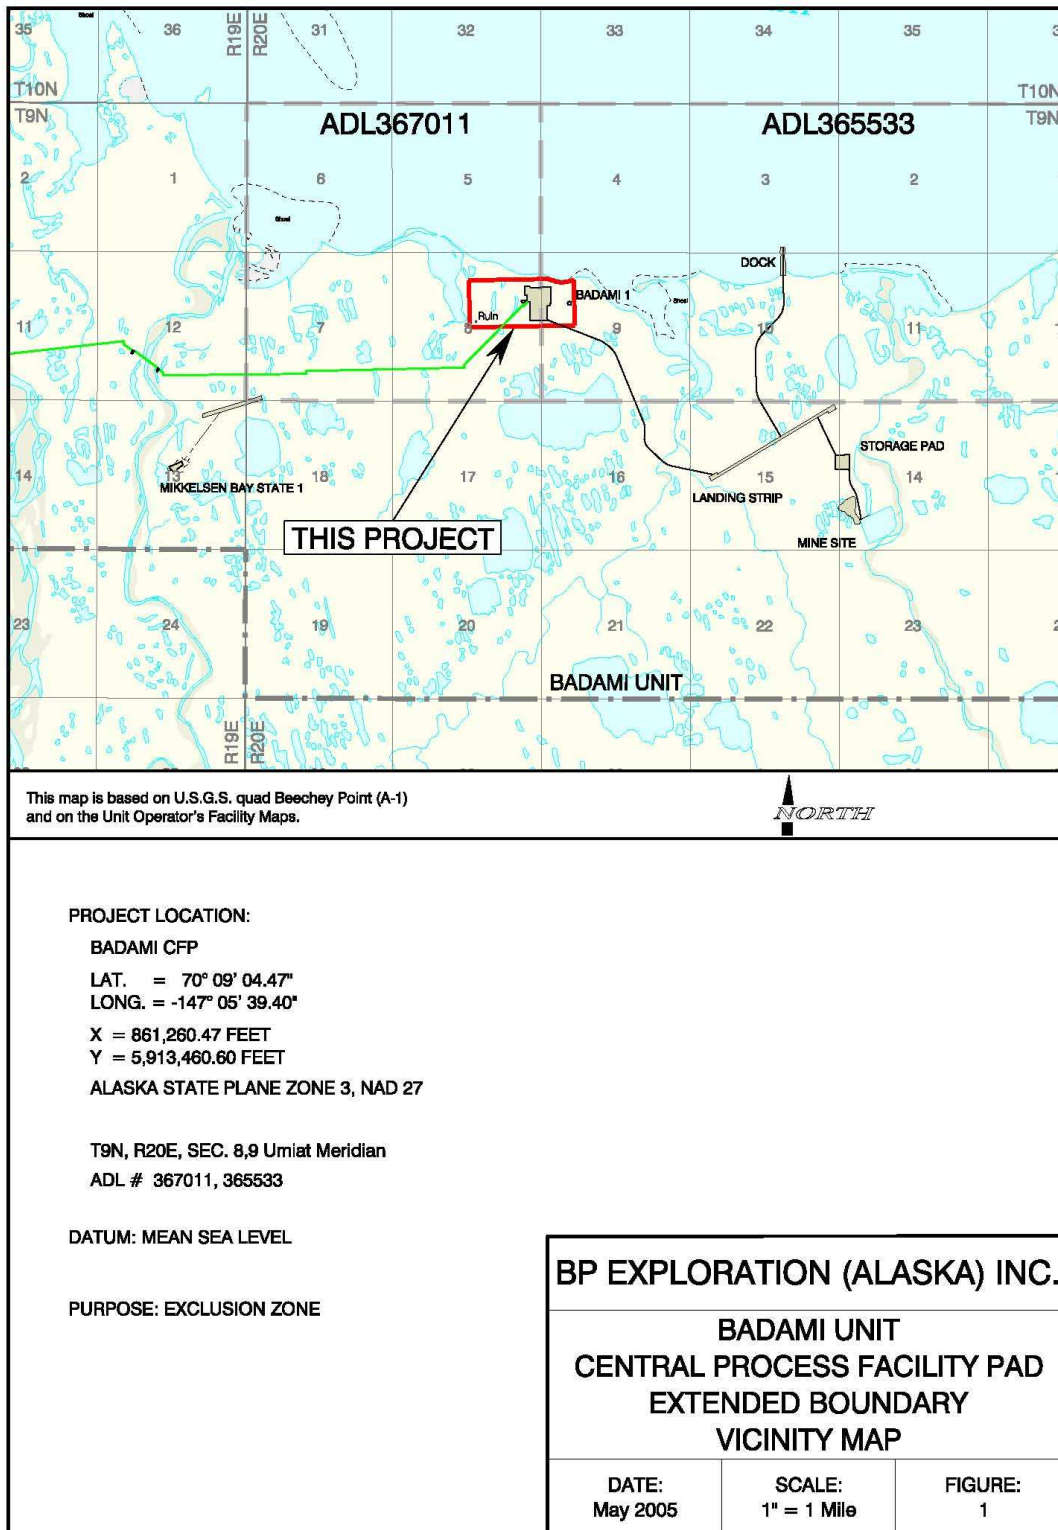 Shoal
35 36 R19E R20E 31 32 33 34 35
T10N T10N
T9N T9N
ADL367011 ADL365533
2 1 6 5 4 3 2
Shoal
DOCK
BADAMI 1
Shoal
Ruin
11 12 7 8 9 10 11
STORAGE PAD
14 13 18 17 16 15 14
MIKKELSEN BAY STATE 1
LANDING STRIP
THIS PROJECT
MINE SITE
23 24 19 20 21 22 23
BADAMI UNIT
R19E R20E
This map is based on U.S.G.S. quad Beechey Point (A-1)
and on the Unit Operator's Facility Maps.
NORTH
PROJECT LOCATION:
BADAMI CFP
LAT. = 70° 09' 04.47"
LONG. = -147° 05' 39.40"
X = 861,260.47 FEET
Y = 5,913,460.60 FEET
ALASKA STATE PLANE ZONE 3, NAD 27
T9N, R20E, SEC. 8,9 Umiat Meridian
ADL # 367011, 365533
DATUM: MEAN SEA LEVEL
PURPOSE: EXCLUSION ZONE
BP EXPLORATION (ALASKA) INC.
BADAMI UNIT
CENTRAL PROCESS FACILITY PAD
EXTENDED BOUNDARY
VICINITY MAP
DATE: SCALE: FIGURE:
May 2005 1" = 1 Mile 1